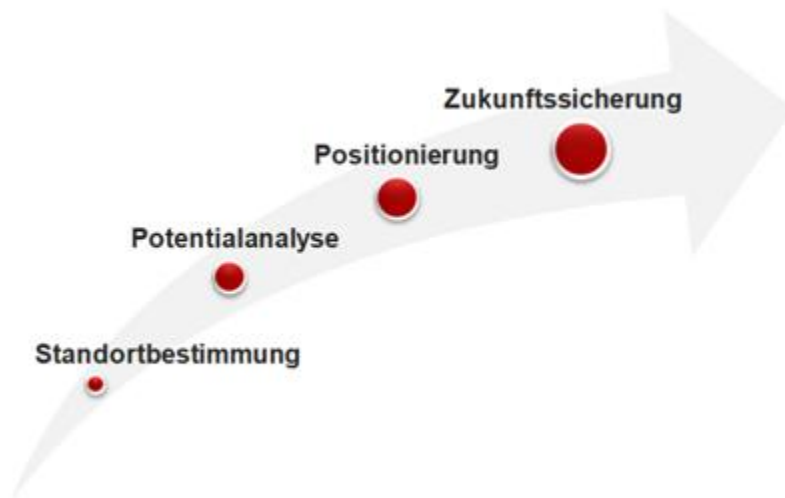 Zukunftssicherung
Positionierung
Potentialanalyse
Standortbestimmung